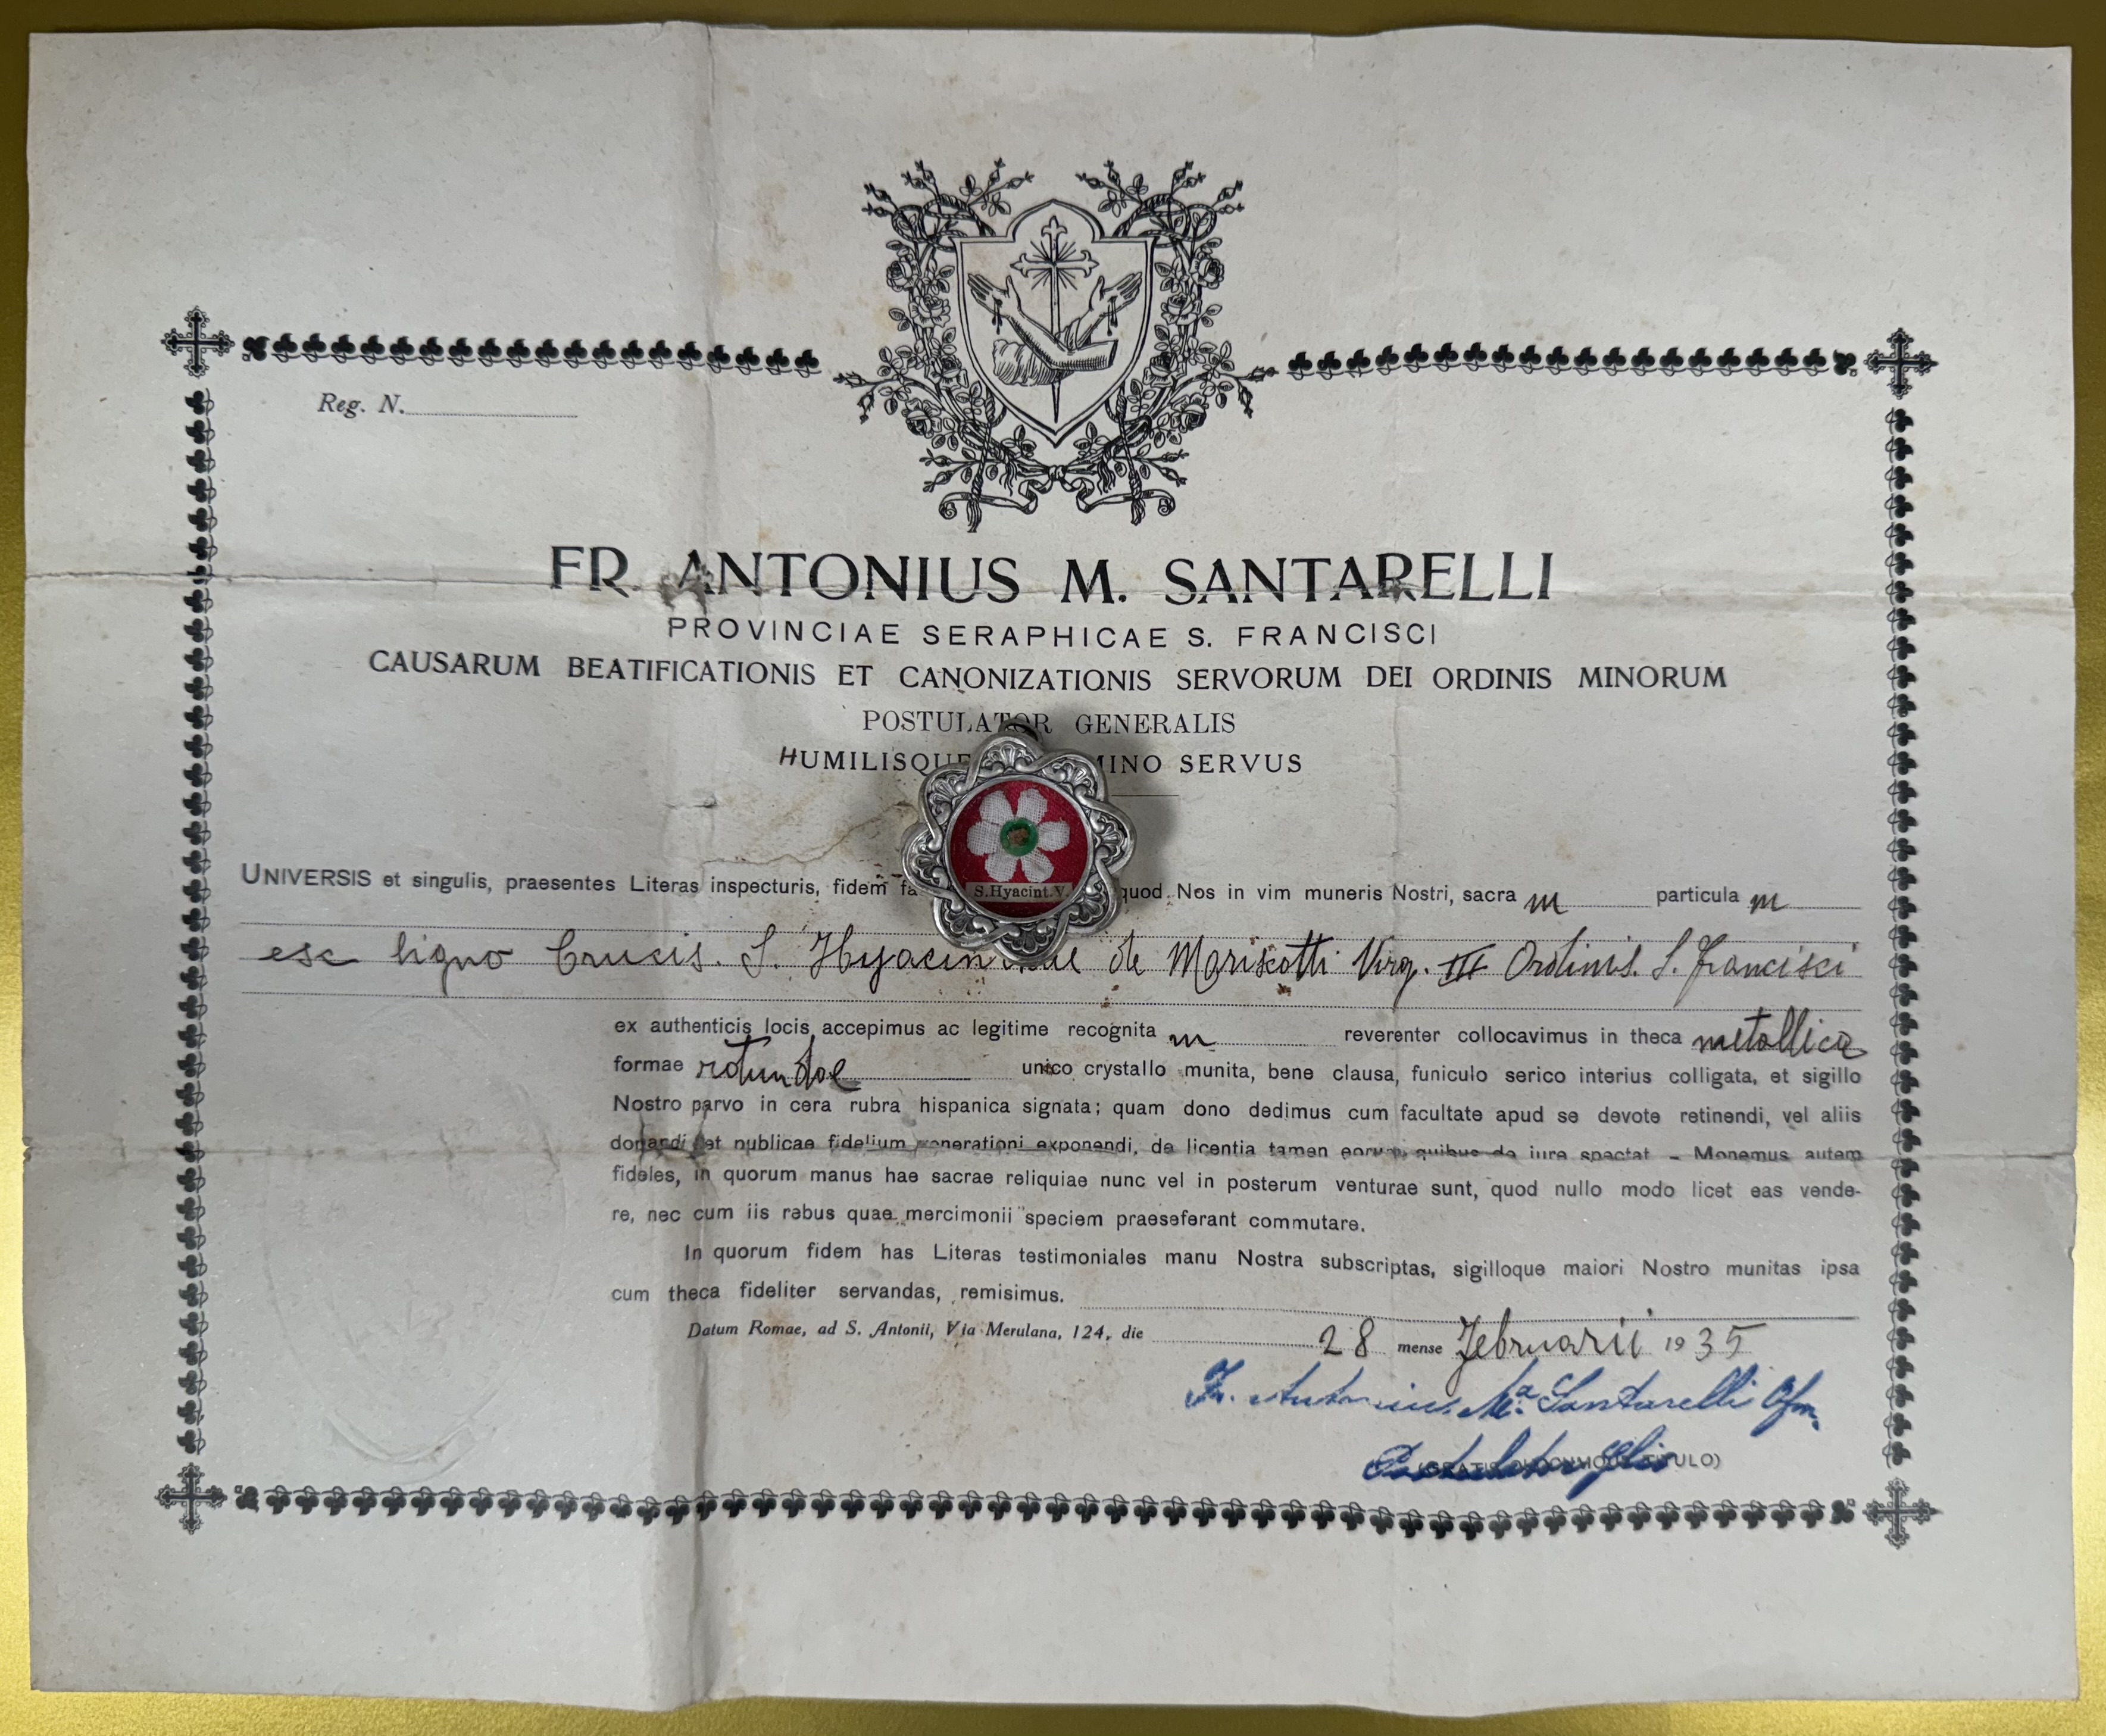 Reg. N.
FR. ANTONIUS M. SANTARELLI
PROVINCIAE SERAPHICAE S. FRANCISCI
CAUSARUM BEATIFICATIONIS ET CANONIZATIONIS SERVORUM DEI ORDINIS MINORUM
POSTULATOR GENERALIS
HUMILISQUE MINO SERVUS
UNIVERSIS et singulis, praesentes Literas inspecturis, fidem fa quod Nos in vim muneris Nostri, sacra m particula m
S.Hyacint.V.
ex ligno Crucis. S. Hyacinthae de Mariscotti Virg. III Ordinis. S. Francisci
ex authenticis locis accepimus ac legitime recognita m reverenter collocavimus in theca metallica
formae rotundae unico crystallo munita, bene clausa, funiculo serico interius colligata, et sigillo
Nostro parvo in cera rubra hispanica signata; quam dono dedimus cum facultate apud se devote retinendi, vel aliis
donandi et publicae fidelium venerationi exponendi, de licentia tamen eorum quibus de iure spectat – Monemus autem
fideles, in quorum manus hae sacrae reliquiae nunc vel in posterum venturae sunt, quod nullo modo licet eas vende-
re, nec cum iis rebus quae mercimonii speciem praeseferant commutare.
In quorum fidem has Literas testimoniales manu Nostra subscriptas, sigilloque maiori Nostro munitas ipsa
cum theca fideliter servandas, remisimus.
Datum Romae, ad S. Antonii, Via Merulana, 124, die 28 mense Februarii 1935
Fr. Antonius Ma. Santarelli Ofm.